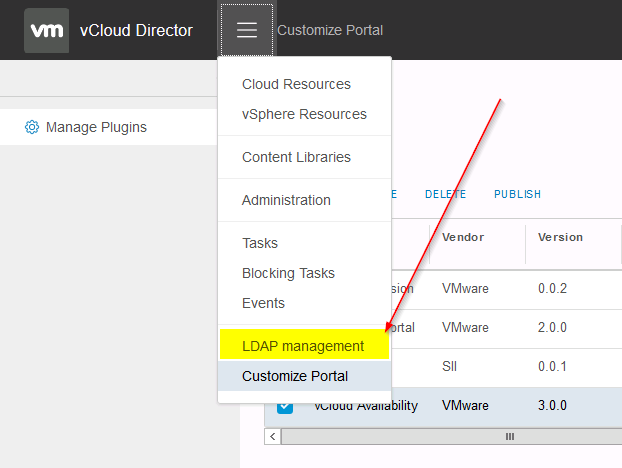 vm vCloud Director Customize Portal
Cloud Resources
vSphere Resources
Manage Plugins
Content Libraries
Administration
DELETE PUBLISH
Vendor Version
Tasks
Blocking Tasks
VMware 0.0.2
Events
VMware 2.0.0
LDAP management
SII 0.0.1
Customize Portal
vCloud Availability VMware 3.0.0